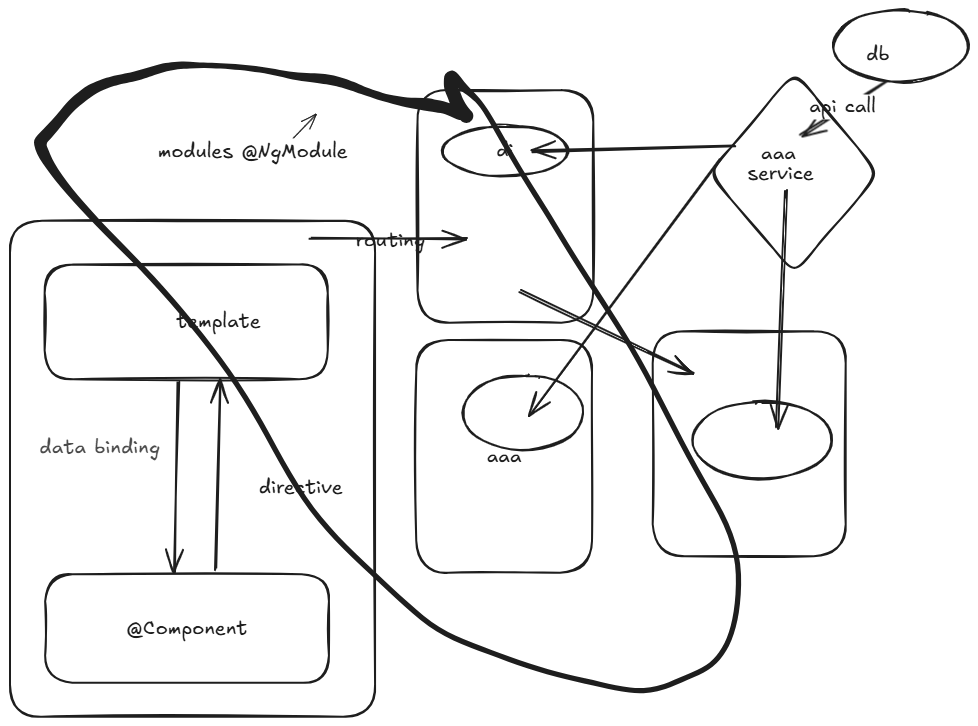 db
api call
modules @NgModule
di
aaa
service
routing
template
data binding
aaa
directive
@Component